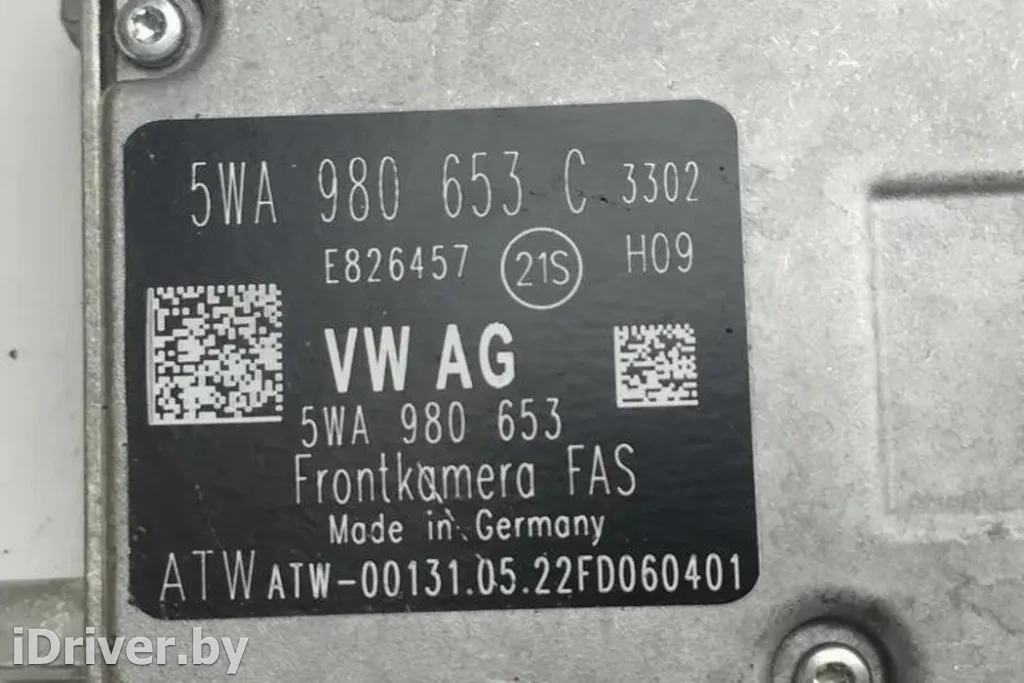 5WA 980 653 C 3302
E826457 21S H09
VW AG
5WA 980 653
Frontkamera FAS
Made in Germany
ATW ATW-00131.05.22FD060401
iDriver.by